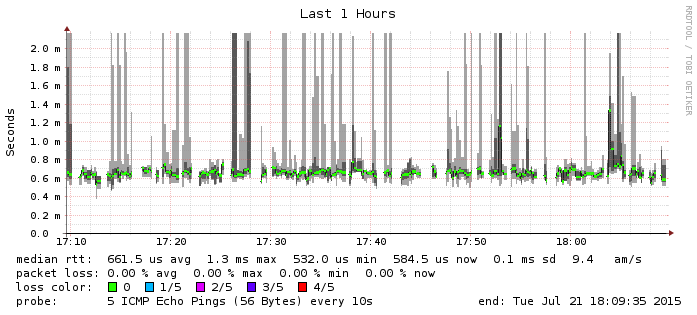 Last 1 Hours
RRDTOOL / TOBI OETIKER
Seconds
2.0 m
1.8 m
1.6 m
1.4 m
1.2 m
1.0 m
0.8 m
0.6 m
0.4 m
0.2 m
0.0
17:10 17:20 17:30 17:40 17:50 18:00
median rtt: 661.5 us avg 1.3 ms max 532.0 us min 584.5 us now 0.1 ms sd 9.4 am/s
packet loss: 0.00 % avg 0.00 % max 0.00 % min 0.00 % now
loss color: 0 1/5 2/5 3/5 4/5
probe: 5 ICMP Echo Pings (56 Bytes) every 10s end: Tue Jul 21 18:09:35 2015